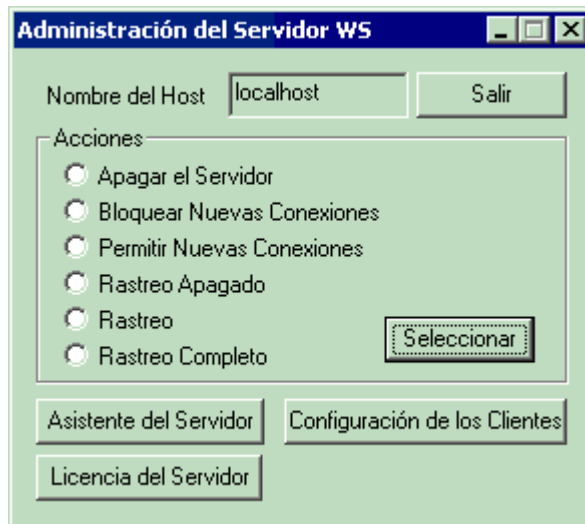 Administración del Servidor WS
Nombre del Host localhost Salir
Acciones
Apagar el Servidor
Bloquear Nuevas Conexiones
Permitir Nuevas Conexiones
Rastreo Apagado
Rastreo
Seleccionar
Rastreo Completo
Asistente del Servidor Configuración de los Clientes
Licencia del Servidor